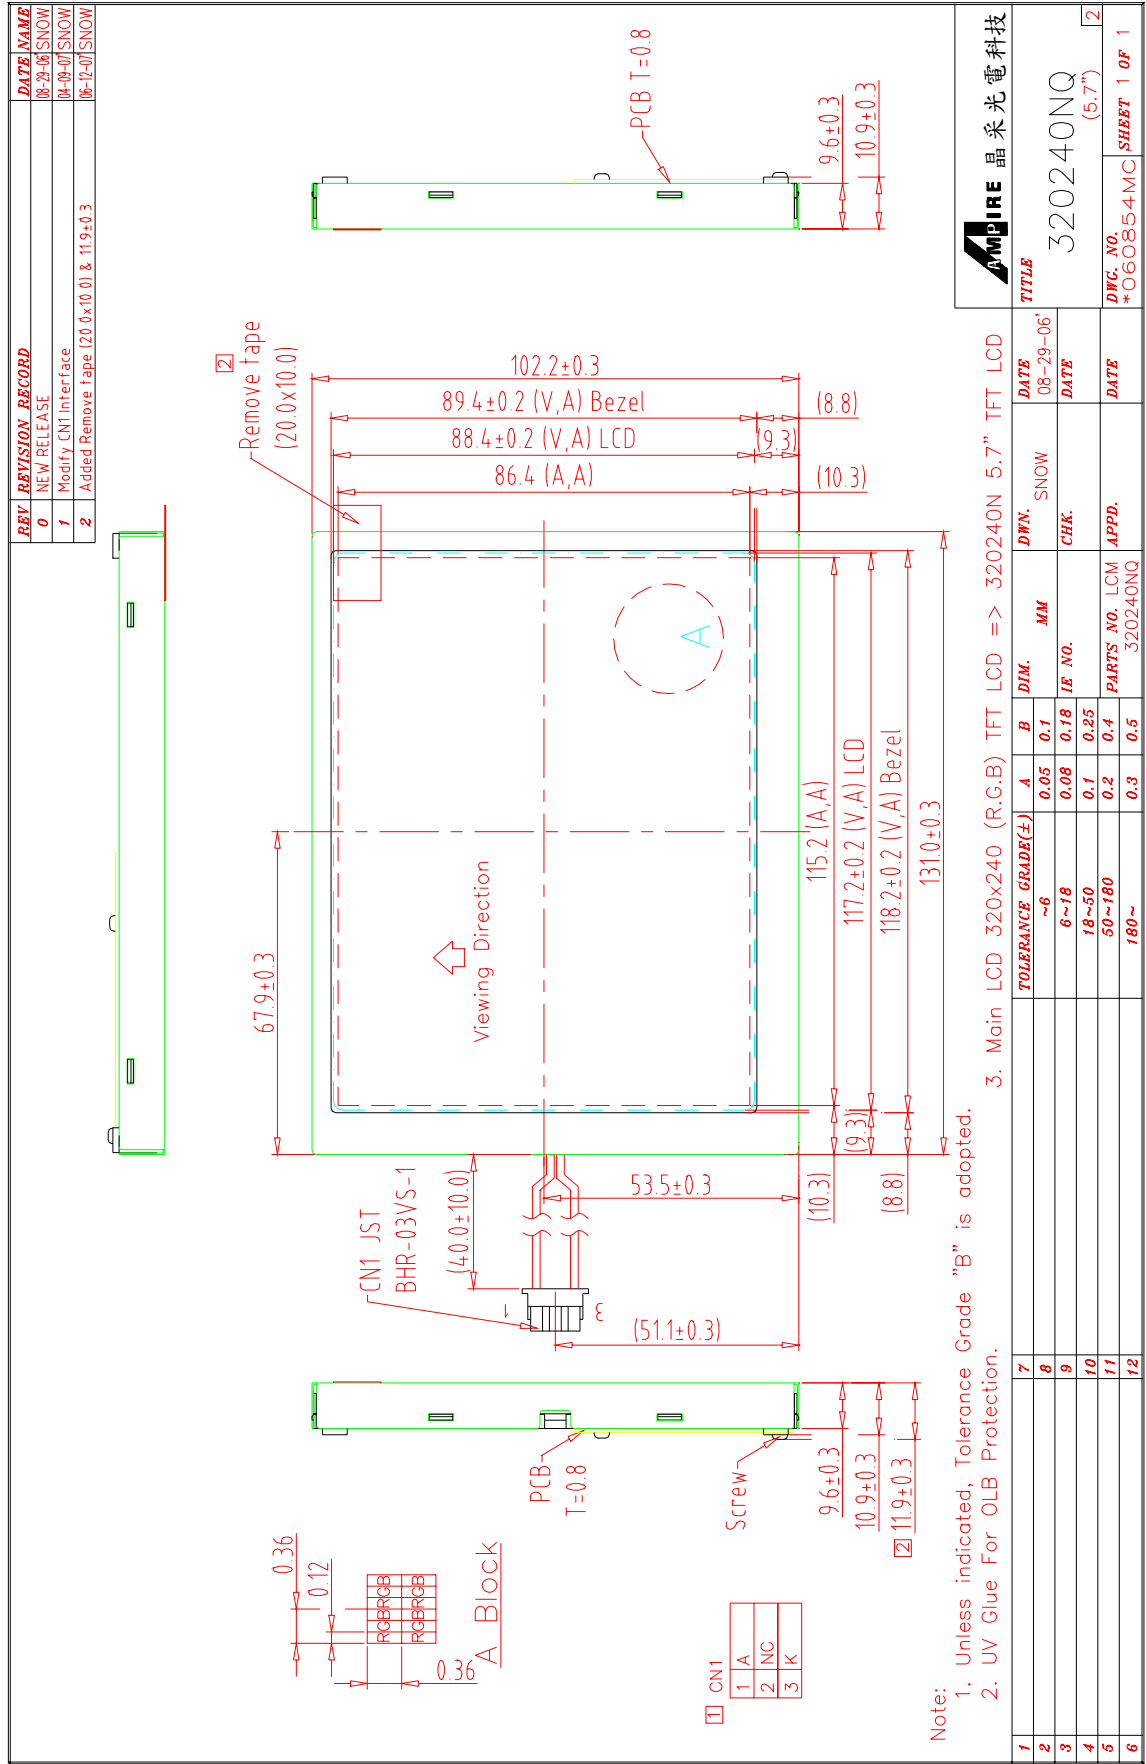 REV REVISION RECORD DATE NAME
0 NEW RELEASE 08-29-06' SNOW
1 Modify CN1 Interface 04-09-07' SNOW
2 Added Remove tape (20.0x10.0) & 11.9±0.3 06-12-07' SNOW
2
Remove tape
(20.0x10.0)
PCB T=0.8
9.6±0.3
10.9±0.3
102.2±0.3
89.4±0.2 (V,A) Bezel
88.4±0.2 (V,A) LCD
86.4 (A,A)
(8.8)
(9.3)
(10.3)
67.9±0.3
Viewing Direction
A
115.2 (A,A)
117.2±0.2 (V,A) LCD
118.2±0.2 (V,A) Bezel
131.0±0.3
(10.3)
(9.3)
(8.8)
53.5±0.3
(51.1±0.3)
(40.0±10.0)
CN1 JST
BHR-03VS-1
1
3
PCB
T=0.8
Screw
9.6±0.3
10.9±0.3
2 11.9±0.3
0.36
0.12
RGBRGB
RGBRGB
0.36
A Block
1 CN1
1 A
2 NC
3 K
Note:
1. Unless indicated, Tolerance Grade "B" is adopted.
2. UV Glue For OLB Protection.
3. Main LCD 320x240 (R.G.B) TFT LCD => 320240N 5.7" TFT LCD
1
2
3
4
5
6
7
8
9
10
11
12
TOLERANCE GRADE(±) A B
~6 0.05 0.1
6~18 0.08 0.18
18~50 0.1 0.25
50~180 0.2 0.4
180~ 0.3 0.5
DIM. MM
IE NO.
PARTS NO. LCM
320240NQ
DWN. SNOW
CHK.
APPD.
DATE 08-29-06'
DATE
DATE
AMPIRE 晶采光電科技
TITLE
320240NQ
(5.7")
2
DWG. NO.
*060854MC
SHEET 1 OF 1